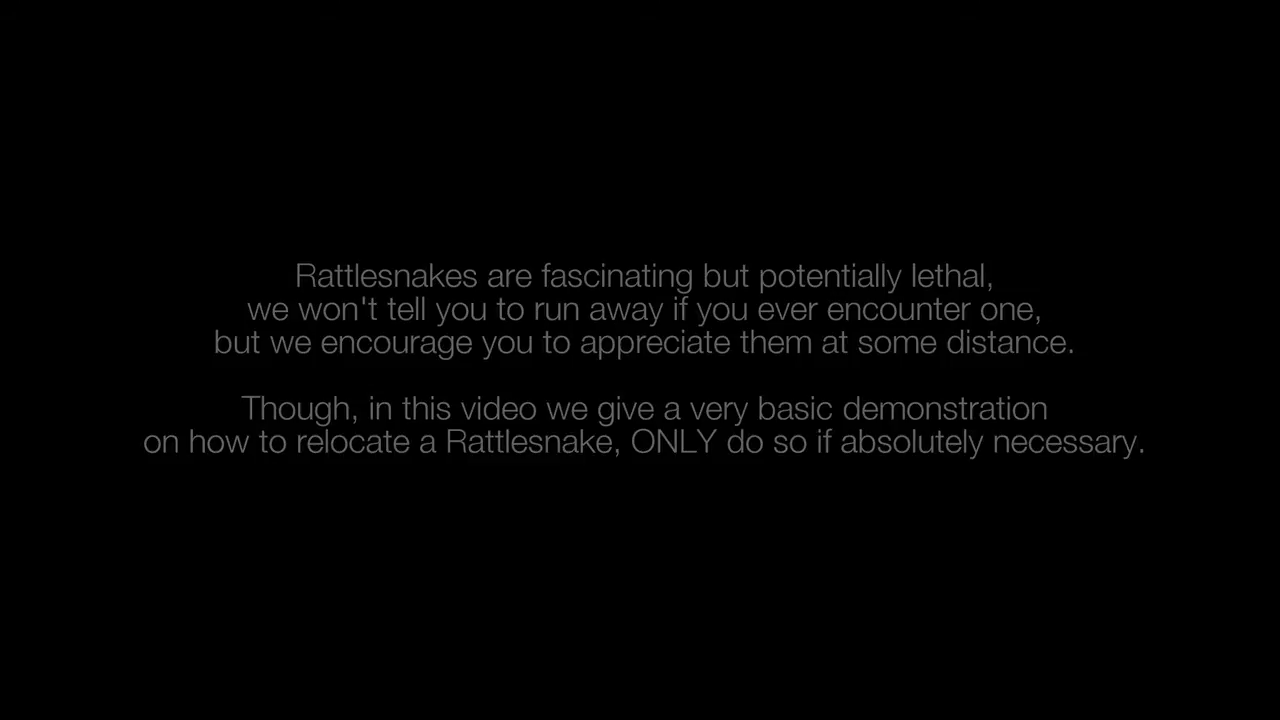 Rattlesnakes are fascinating but potentially lethal,
we won't tell you to run away if you ever encounter one,
but we encourage you to appreciate them at some distance.
Though, in this video we give a very basic demonstration
on how to relocate a Rattlesnake, ONLY do so if absolutely necessary.